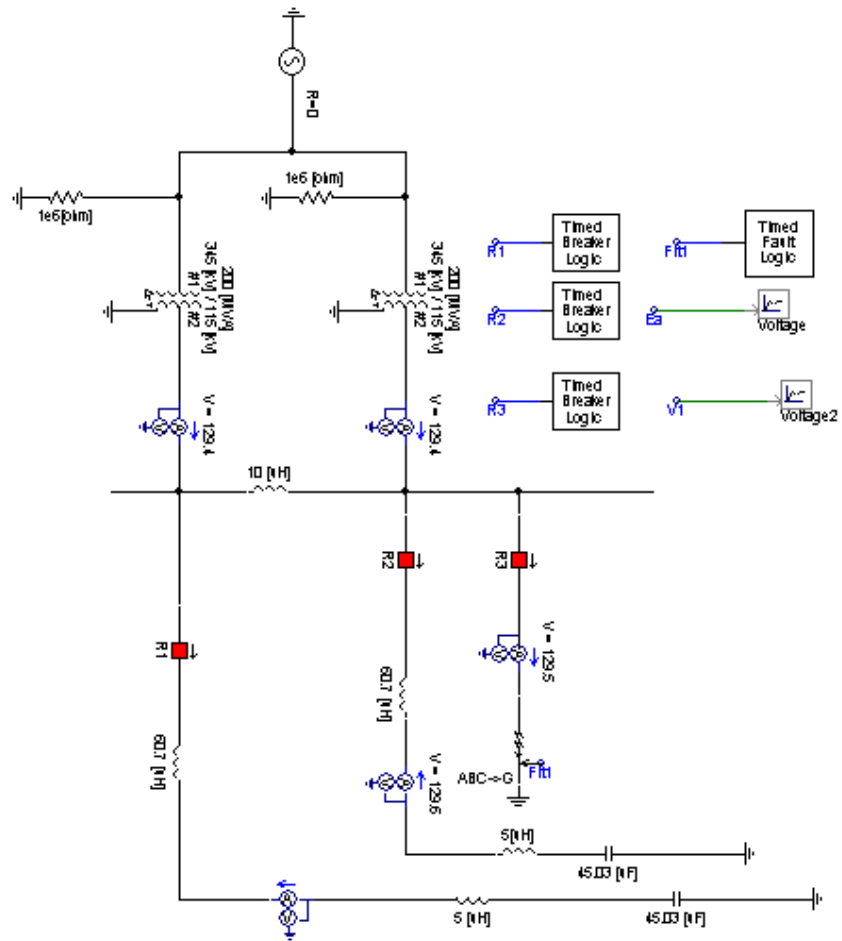 R=0
1e6 [ohm]
1e6 [ohm]
200 [MVA]
#1
#2
345 [kV] / 115 [kV]
200 [MVA]
#1
#2
345 [kV] / 115 [kV]
R1
Timed
Breaker
Logic
Flt1
Timed
Fault
Logic
R2
Timed
Breaker
Logic
Ea
Voltage
R3
Timed
Breaker
Logic
V1
Voltage2
V = 129.4
V = 129.4
10 [uH]
R2
R3
R1
V = 129.5
60.7 [uH]
60.7 [uH]
V = 129.6
ABC->G
Flt1
5 [uH]
45.03 [uF]
5 [uH]
45.03 [uF]